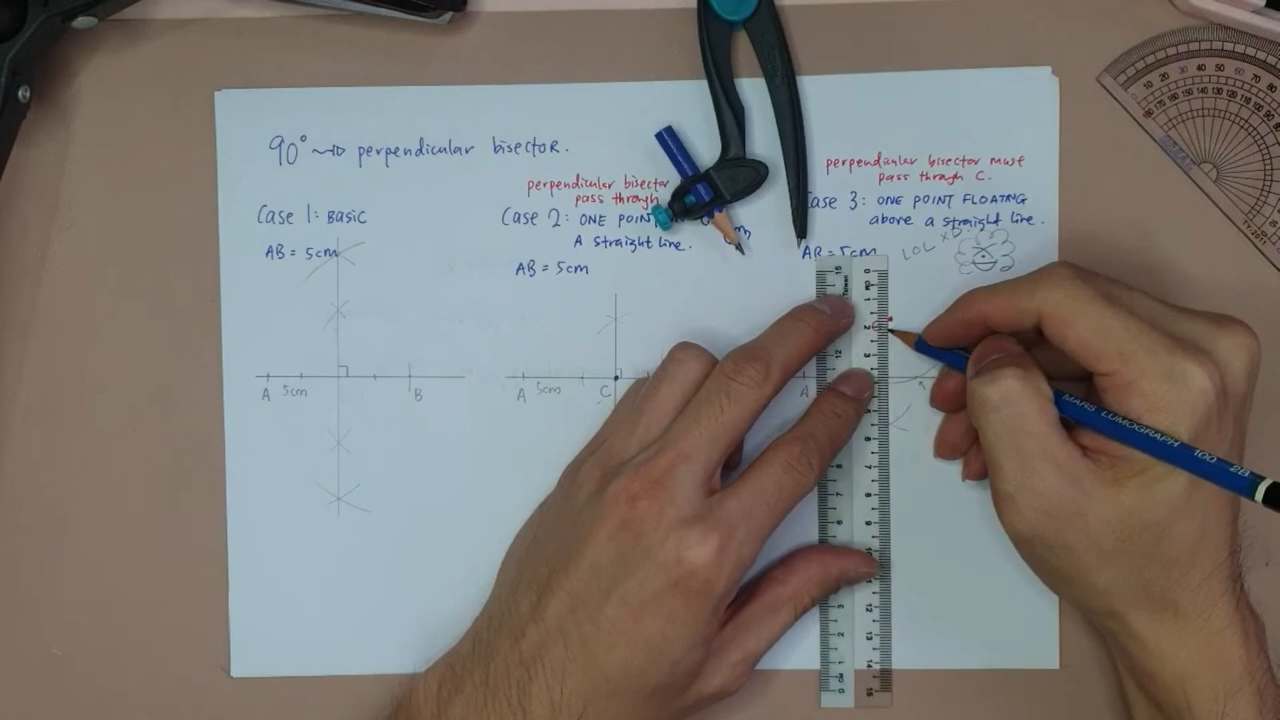 90° → perpendicular bisector.
perpendicular bisector must
pass through C.
perpendicular bisector
pass through
Case 1: BASIC
Case 2: ONE POINT
A straight line.
Case 3: ONE POINT FLOATING
above a straight line.
AB = 5cm
AB = 5cm
AB = 5cm
LOL XD
A 5cm B
A 5cm C
A
MARS LUMOGRAPH 100 2B